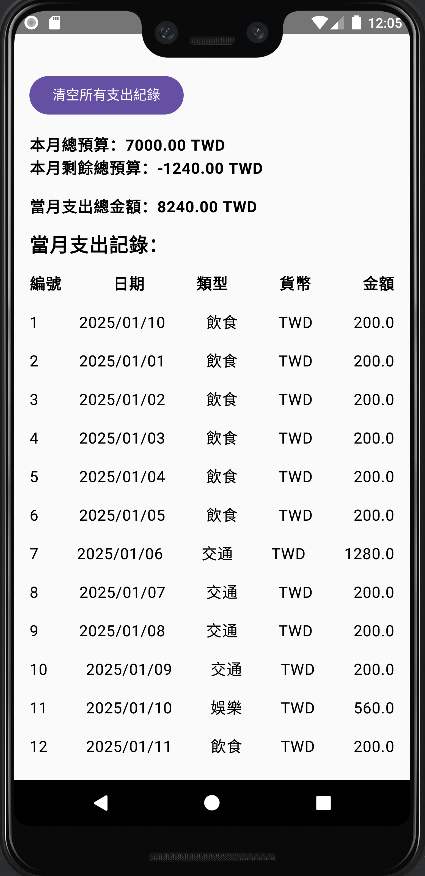 12:05
清空所有支出紀錄
本月總預算：7000.00 TWD
本月剩餘總預算：-1240.00 TWD
當月支出總金額：8240.00 TWD
當月支出記錄：
編號 日期 類型 貨幣 金額
1 2025/01/10 飲食 TWD 200.0
2 2025/01/01 飲食 TWD 200.0
3 2025/01/02 飲食 TWD 200.0
4 2025/01/03 飲食 TWD 200.0
5 2025/01/04 飲食 TWD 200.0
6 2025/01/05 飲食 TWD 200.0
7 2025/01/06 交通 TWD 1280.0
8 2025/01/07 交通 TWD 200.0
9 2025/01/08 交通 TWD 200.0
10 2025/01/09 交通 TWD 200.0
11 2025/01/10 娛樂 TWD 560.0
12 2025/01/11 飲食 TWD 200.0